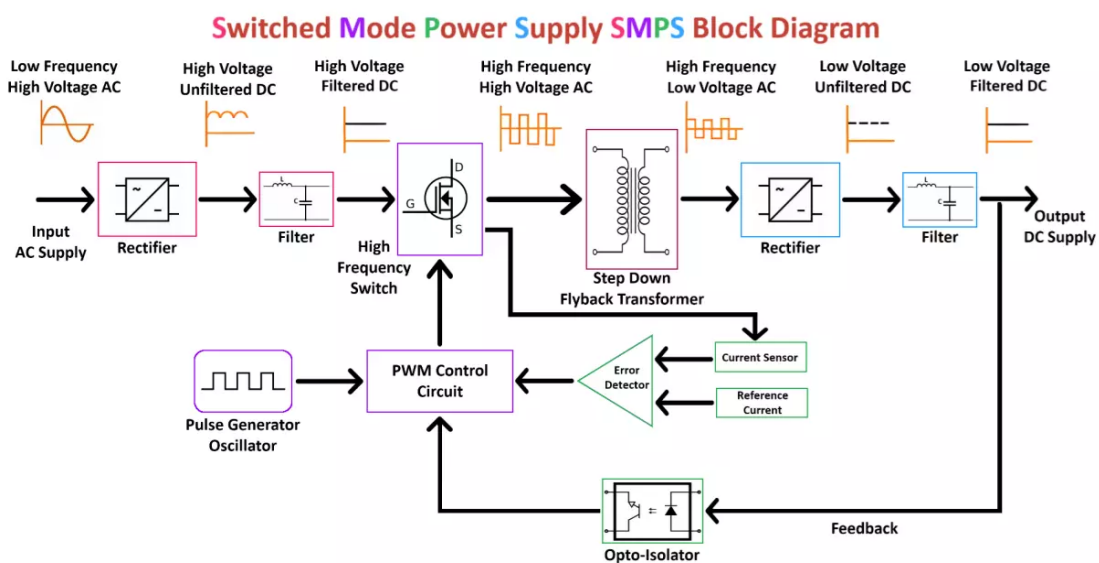 Switched Mode Power Supply SMPS Block Diagram
Low Frequency
High Voltage AC
High Voltage
Unfiltered DC
High Voltage
Filtered DC
High Frequency
High Voltage AC
High Frequency
Low Voltage AC
Low Voltage
Unfiltered DC
Low Voltage
Filtered DC
Input
AC Supply
~
Rectifier
L
C
Filter
D
G
S
High
Frequency
Switch
Step Down
Flyback Transformer
~
Rectifier
L
C
Filter
Output
DC Supply
Pulse Generator
Oscillator
PWM Control
Circuit
Error
Detector
Current Sensor
Reference
Current
Opto-Isolator
Feedback